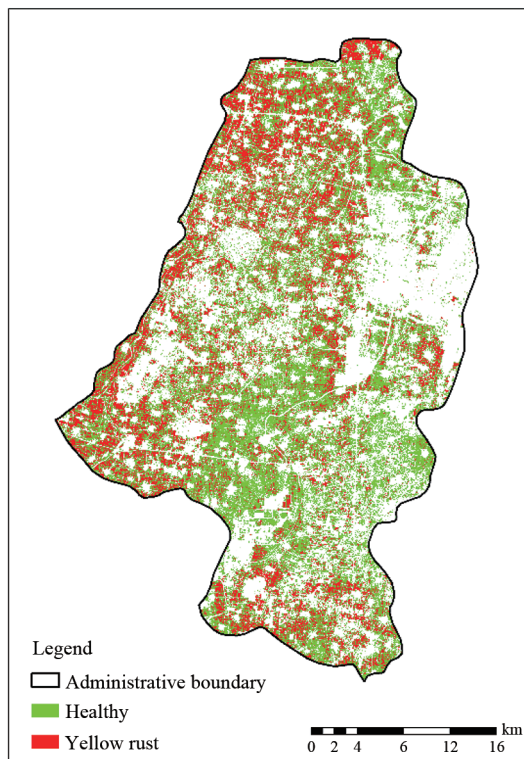 Legend
Administrative boundary
Healthy
Yellow rust
km
0 2 4 6 12 16